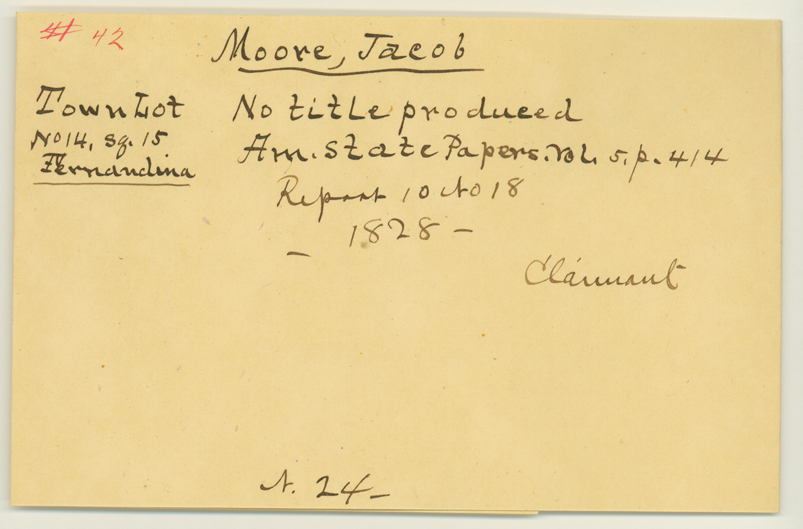 # 42
Moore, Jacob
Town Lot
No 14, Sq. 15
Fernandina
No title produced
Am. State Papers. Vol. 5, p. 414
Report 10 No 18
— 1828 —
Claimant
N. 24—